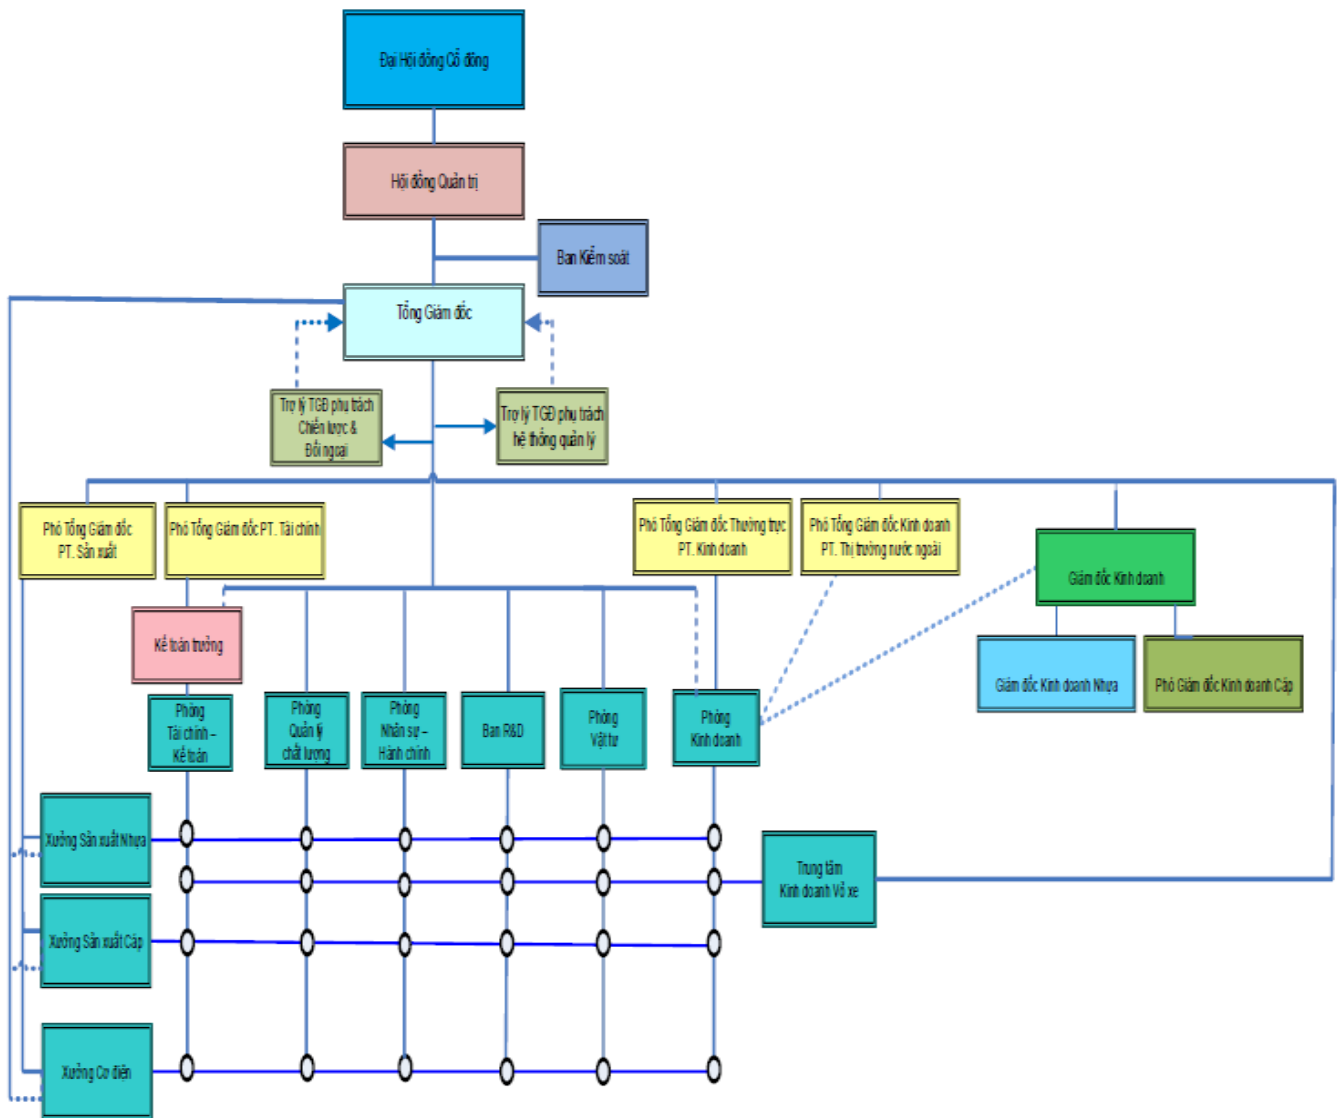 Đại Hội đồng Cổ đông
Hội đồng Quản trị
Ban Kiểm soát
Tổng Giám đốc
Trợ lý TGĐ phụ trách
Chiến lược &
Đối ngoại
Trợ lý TGĐ phụ trách
hệ thống quản lý
Phó Tổng Giám đốc
PT. Sản xuất
Phó Tổng Giám đốc PT. Tài chính
Phó Tổng Giám đốc Thường trực
PT. Kinh doanh
Phó Tổng Giám đốc Kinh doanh
PT. Thị trường nước ngoài
Giám đốc Kinh doanh
Kế toán trưởng
Giám đốc Kinh doanh Nhựa
Phó Giám đốc Kinh doanh Cáp
Phòng
Tài chính –
Kế toán
Phòng
Quản lý
chất lượng
Phòng
Nhân sự –
Hành chính
Ban R&D
Phòng
Vật tư
Phòng
Kinh doanh
Xưởng Sản xuất Nhựa
Trung tâm
Kinh doanh Vỏ xe
Xưởng Sản xuất Cáp
Xưởng Cơ điện